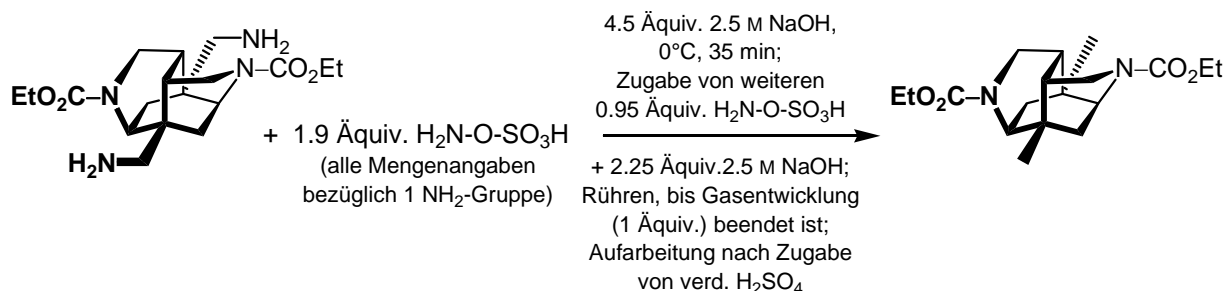 NH2
N
CO2Et
EtO2C
N
H2N
+ 1.9 Äquiv. H2N-O-SO3H
(alle Mengenangaben
bezüglich 1 NH2-Gruppe)
4.5 Äquiv. 2.5 M NaOH,
0°C, 35 min;
Zugabe von weiteren
0.95 Äquiv. H2N-O-SO3H
+ 2.25 Äquiv.2.5 M NaOH;
Rühren, bis Gasentwicklung
(1 Äquiv.) beendet ist;
Aufarbeitung nach Zugabe
von verd. H2SO4
N
CO2Et
EtO2C
N